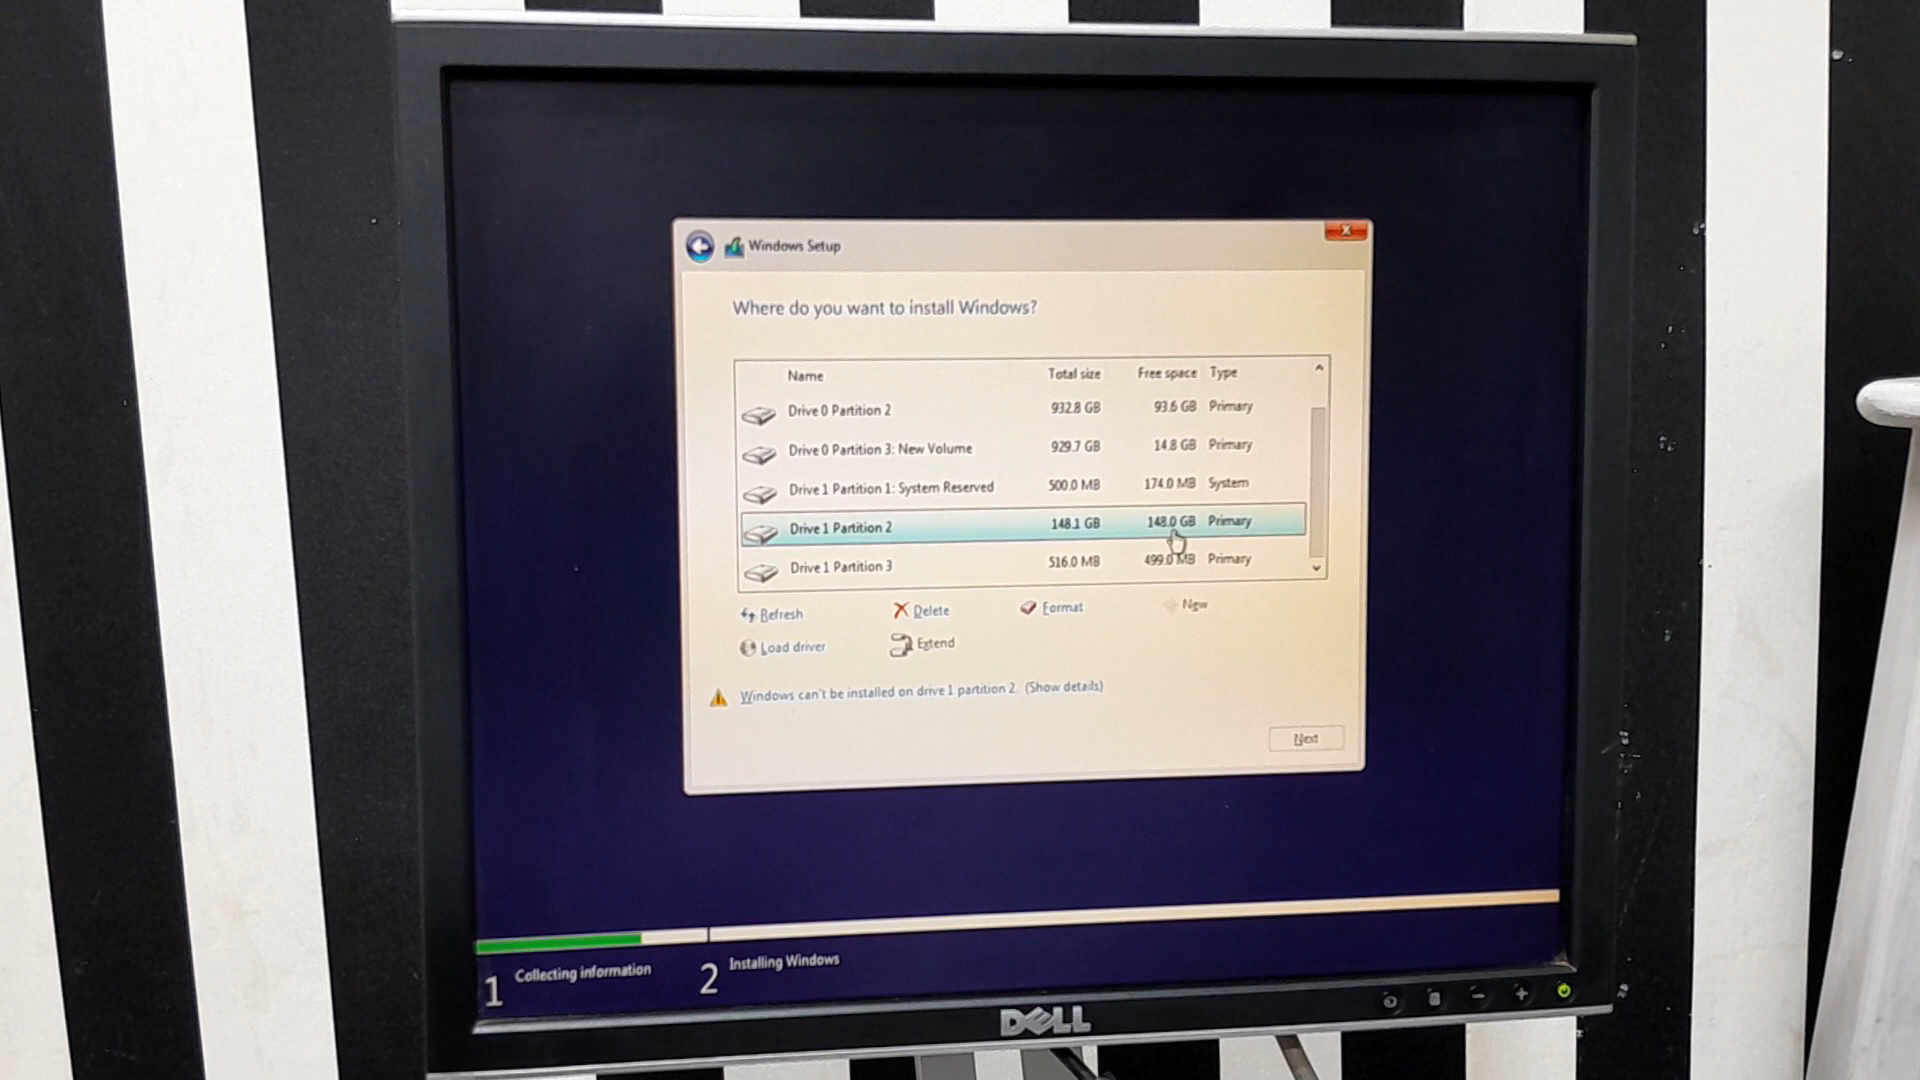 Windows Setup
Where do you want to install Windows?
Name Total size Free space Type
Drive 0 Partition 2 932.8 GB 93.6 GB Primary
Drive 0 Partition 3: New Volume 929.7 GB 14.8 GB Primary
Drive 1 Partition 1: System Reserved 500.0 MB 174.0 MB System
Drive 1 Partition 2 148.1 GB 148.0 GB Primary
Drive 1 Partition 3 516.0 MB 499.0 MB Primary
Refresh Delete Format New
Load driver Extend
Windows can't be installed on drive 1 partition 2. (Show details)
Next
1 Collecting information 2 Installing Windows
DELL